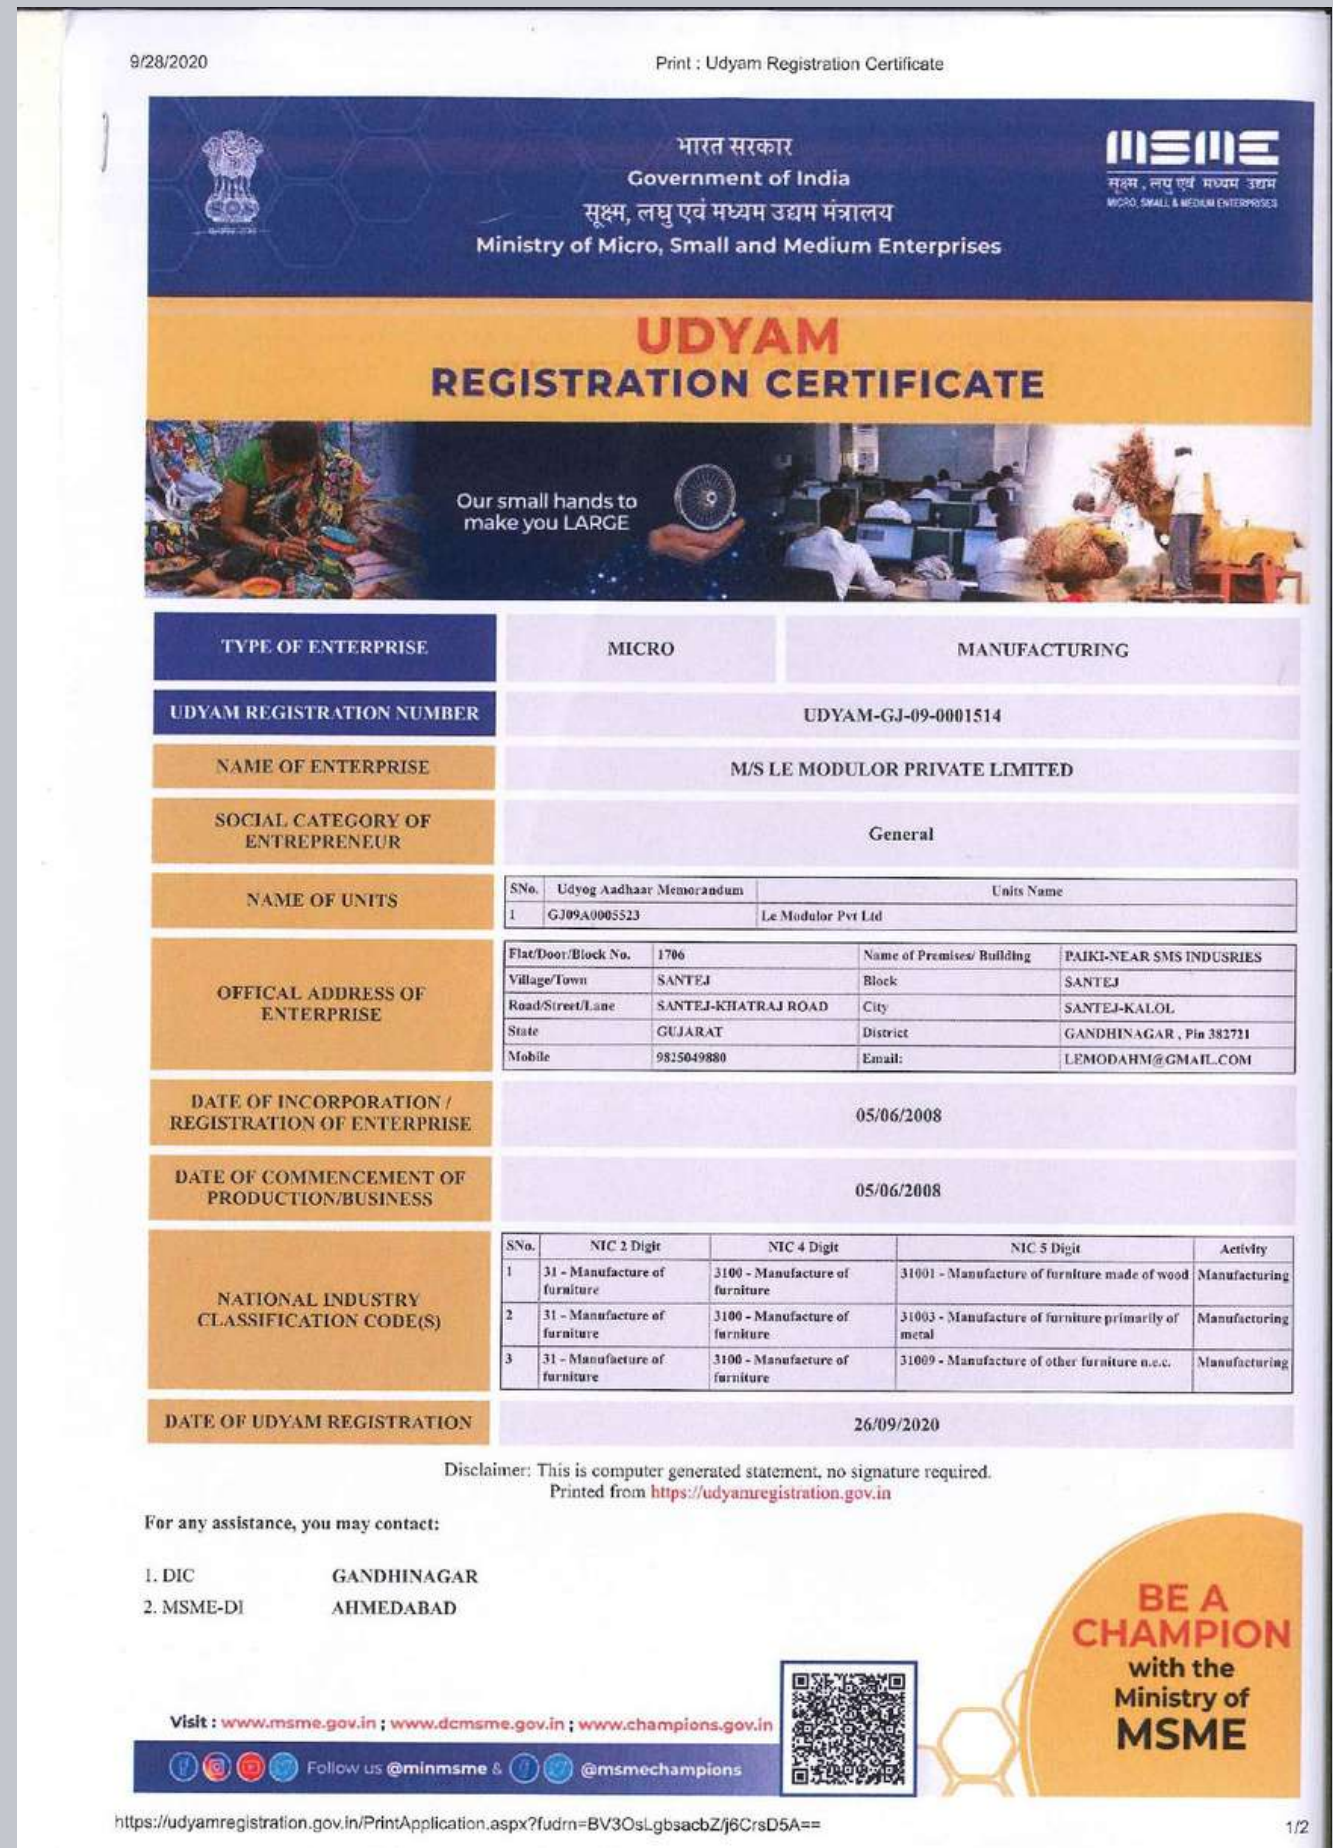 9/28/2020
Print : Udyam Registration Certificate
भारत सरकार
Government of India
सूक्ष्म, लघु एवं मध्यम उद्यम मंत्रालय
Ministry of Micro, Small and Medium Enterprises
MSME
सूक्ष्म , लघु एवं मध्यम उद्यम
MICRO, SMALL & MEDIUM ENTERPRISES
UDYAM
REGISTRATION CERTIFICATE
Our small hands to
make you LARGE
TYPE OF ENTERPRISE MICRO MANUFACTURING
UDYAM REGISTRATION NUMBER UDYAM-GJ-09-0001514
NAME OF ENTERPRISE M/S LE MODULOR PRIVATE LIMITED
SOCIAL CATEGORY OF
ENTREPRENEUR
General
NAME OF UNITS
SNo. Udyog Aadhaar Memorandum Units Name
1 GJ09A0005523 Le Modulor Pvt Ltd
OFFICAL ADDRESS OF
ENTERPRISE
Flat/Door/Block No. 1706 Name of Premises/ Building PAIKI-NEAR SMS INDUSRIES
Village/Town SANTEJ Block SANTEJ
Road/Street/Lane SANTEJ-KHATRAJ ROAD City SANTEJ-KALOL
State GUJARAT District GANDHINAGAR , Pin 382721
Mobile 9825049880 Email: LEMODAHM@GMAIL.COM
DATE OF INCORPORATION /
REGISTRATION OF ENTERPRISE
05/06/2008
DATE OF COMMENCEMENT OF
PRODUCTION/BUSINESS
05/06/2008
NATIONAL INDUSTRY
CLASSIFICATION CODE(S)
SNo. NIC 2 Digit NIC 4 Digit NIC 5 Digit Activity
1 31 - Manufacture of 3100 - Manufacture of 31001 - Manufacture of furniture made of wood Manufacturing
furniture furniture
2 31 - Manufacture of 3100 - Manufacture of 31003 - Manufacture of furniture primarily of Manufacturing
furniture furniture metal
3 31 - Manufacture of 3100 - Manufacture of 31009 - Manufacture of other furniture n.e.c. Manufacturing
furniture furniture
DATE OF UDYAM REGISTRATION 26/09/2020
Disclaimer: This is computer generated statement, no signature required.
Printed from https://udyamregistration.gov.in
For any assistance, you may contact:
1. DIC GANDHINAGAR
2. MSME-DI AHMEDABAD
BE A
CHAMPION
with the
Ministry of
MSME
Visit : www.msme.gov.in ; www.dcmsme.gov.in ; www.champions.gov.in
Follow us @minmsme & @msmechampions
https://udyamregistration.gov.in/PrintApplication.aspx?fudrn=BV3OsLgbsacbZ/j6CrsD5A==
1/2